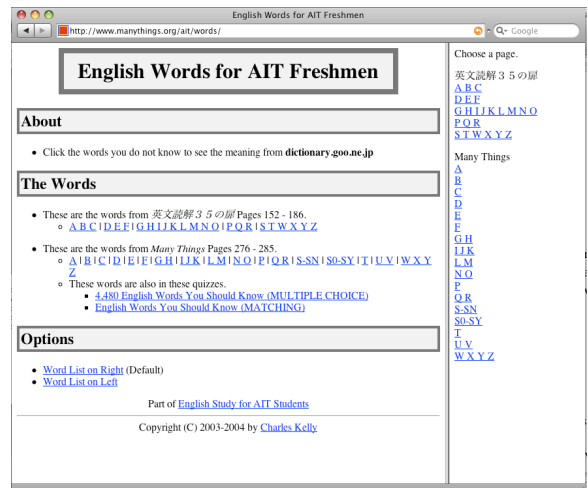 English Words for AIT Freshmen
http://www.manythings.org/ait/words/
Google
English Words for AIT Freshmen
About
• Click the words you do not know to see the meaning from dictionary.goo.ne.jp
The Words
• These are the words from 英文読解３５の扉 Pages 152 - 186.
A B C | D E F | G H I J K L M N O | P Q R | S T W X Y Z
• These are the words from Many Things Pages 276 - 285.
A | B | C | D | E | F | G H | I J K | L M | N O | P | Q R | S-SN | S0-SY | T | U V | W X Y
Z
These words are also in these quizzes.
4,480 English Words You Should Know (MULTIPLE CHOICE)
English Words You Should Know (MATCHING)
Options
• Word List on Right (Default)
• Word List on Left
Part of English Study for AIT Students
Copyright (C) 2003-2004 by Charles Kelly
Choose a page.
英文読解３５の扉
A B C
D E F
G H I J K L M N O
P Q R
S T W X Y Z
Many Things
A
B
C
D
E
F
G H
I J K
L M
N O
P
Q R
S-SN
S0-SY
T
U V
W X Y Z